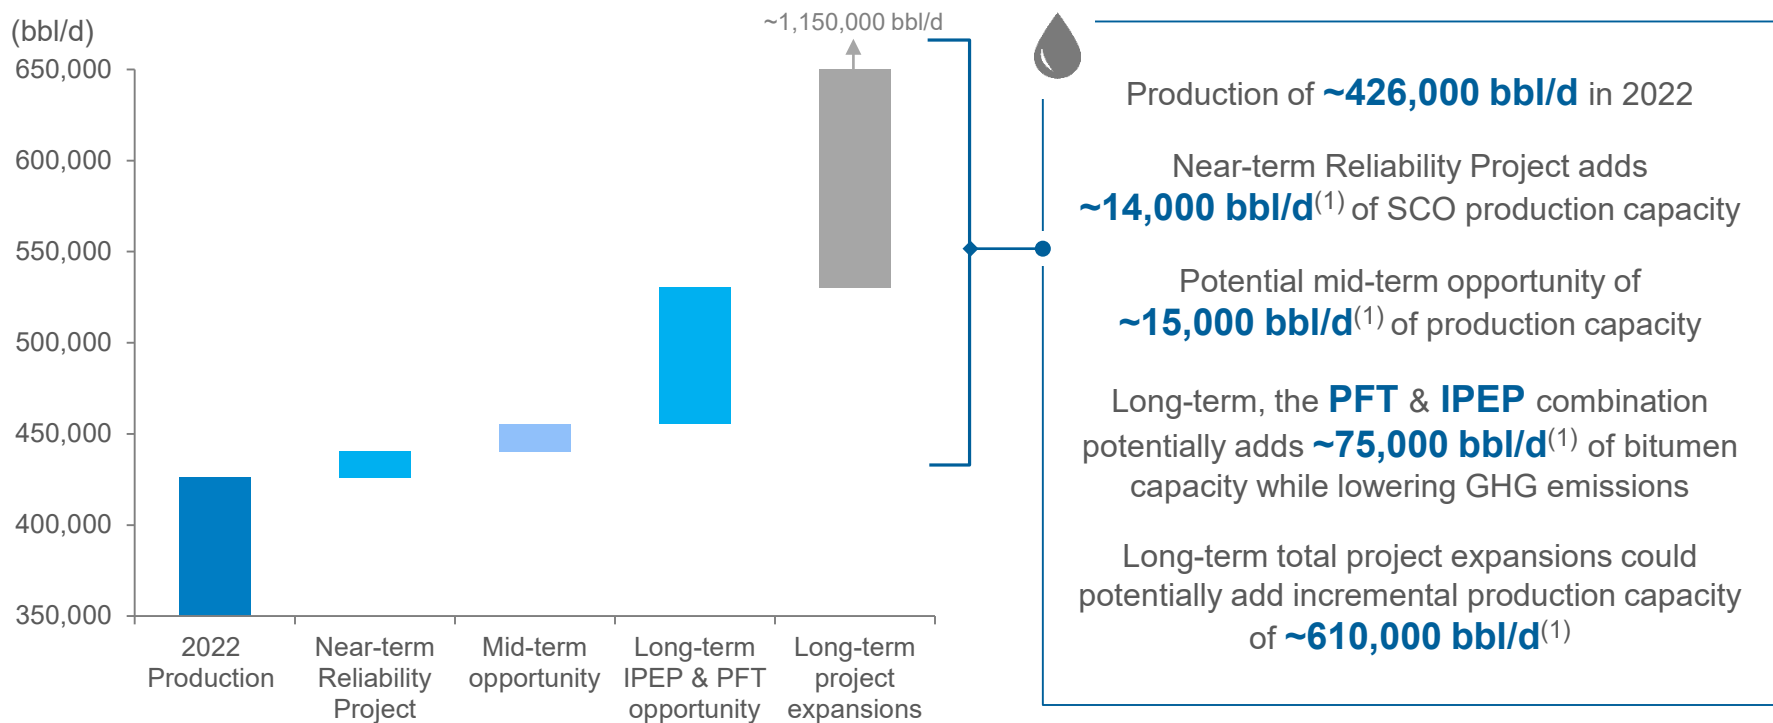 (bbl/d)
~1,150,000 bbl/d
650,000
600,000
550,000
500,000
450,000
400,000
350,000
2022
Production
Near-term
Reliability
Project
Mid-term
opportunity
Long-term
IPEP & PFT
opportunity
Long-term
project
expansions
Production of ~426,000 bbl/d in 2022
Near-term Reliability Project adds
~14,000 bbl/d(1) of SCO production capacity
Potential mid-term opportunity of
~15,000 bbl/d(1) of production capacity
Long-term, the PFT & IPEP combination
potentially adds ~75,000 bbl/d(1) of bitumen
capacity while lowering GHG emissions
Long-term total project expansions could
potentially add incremental production capacity
of ~610,000 bbl/d(1)